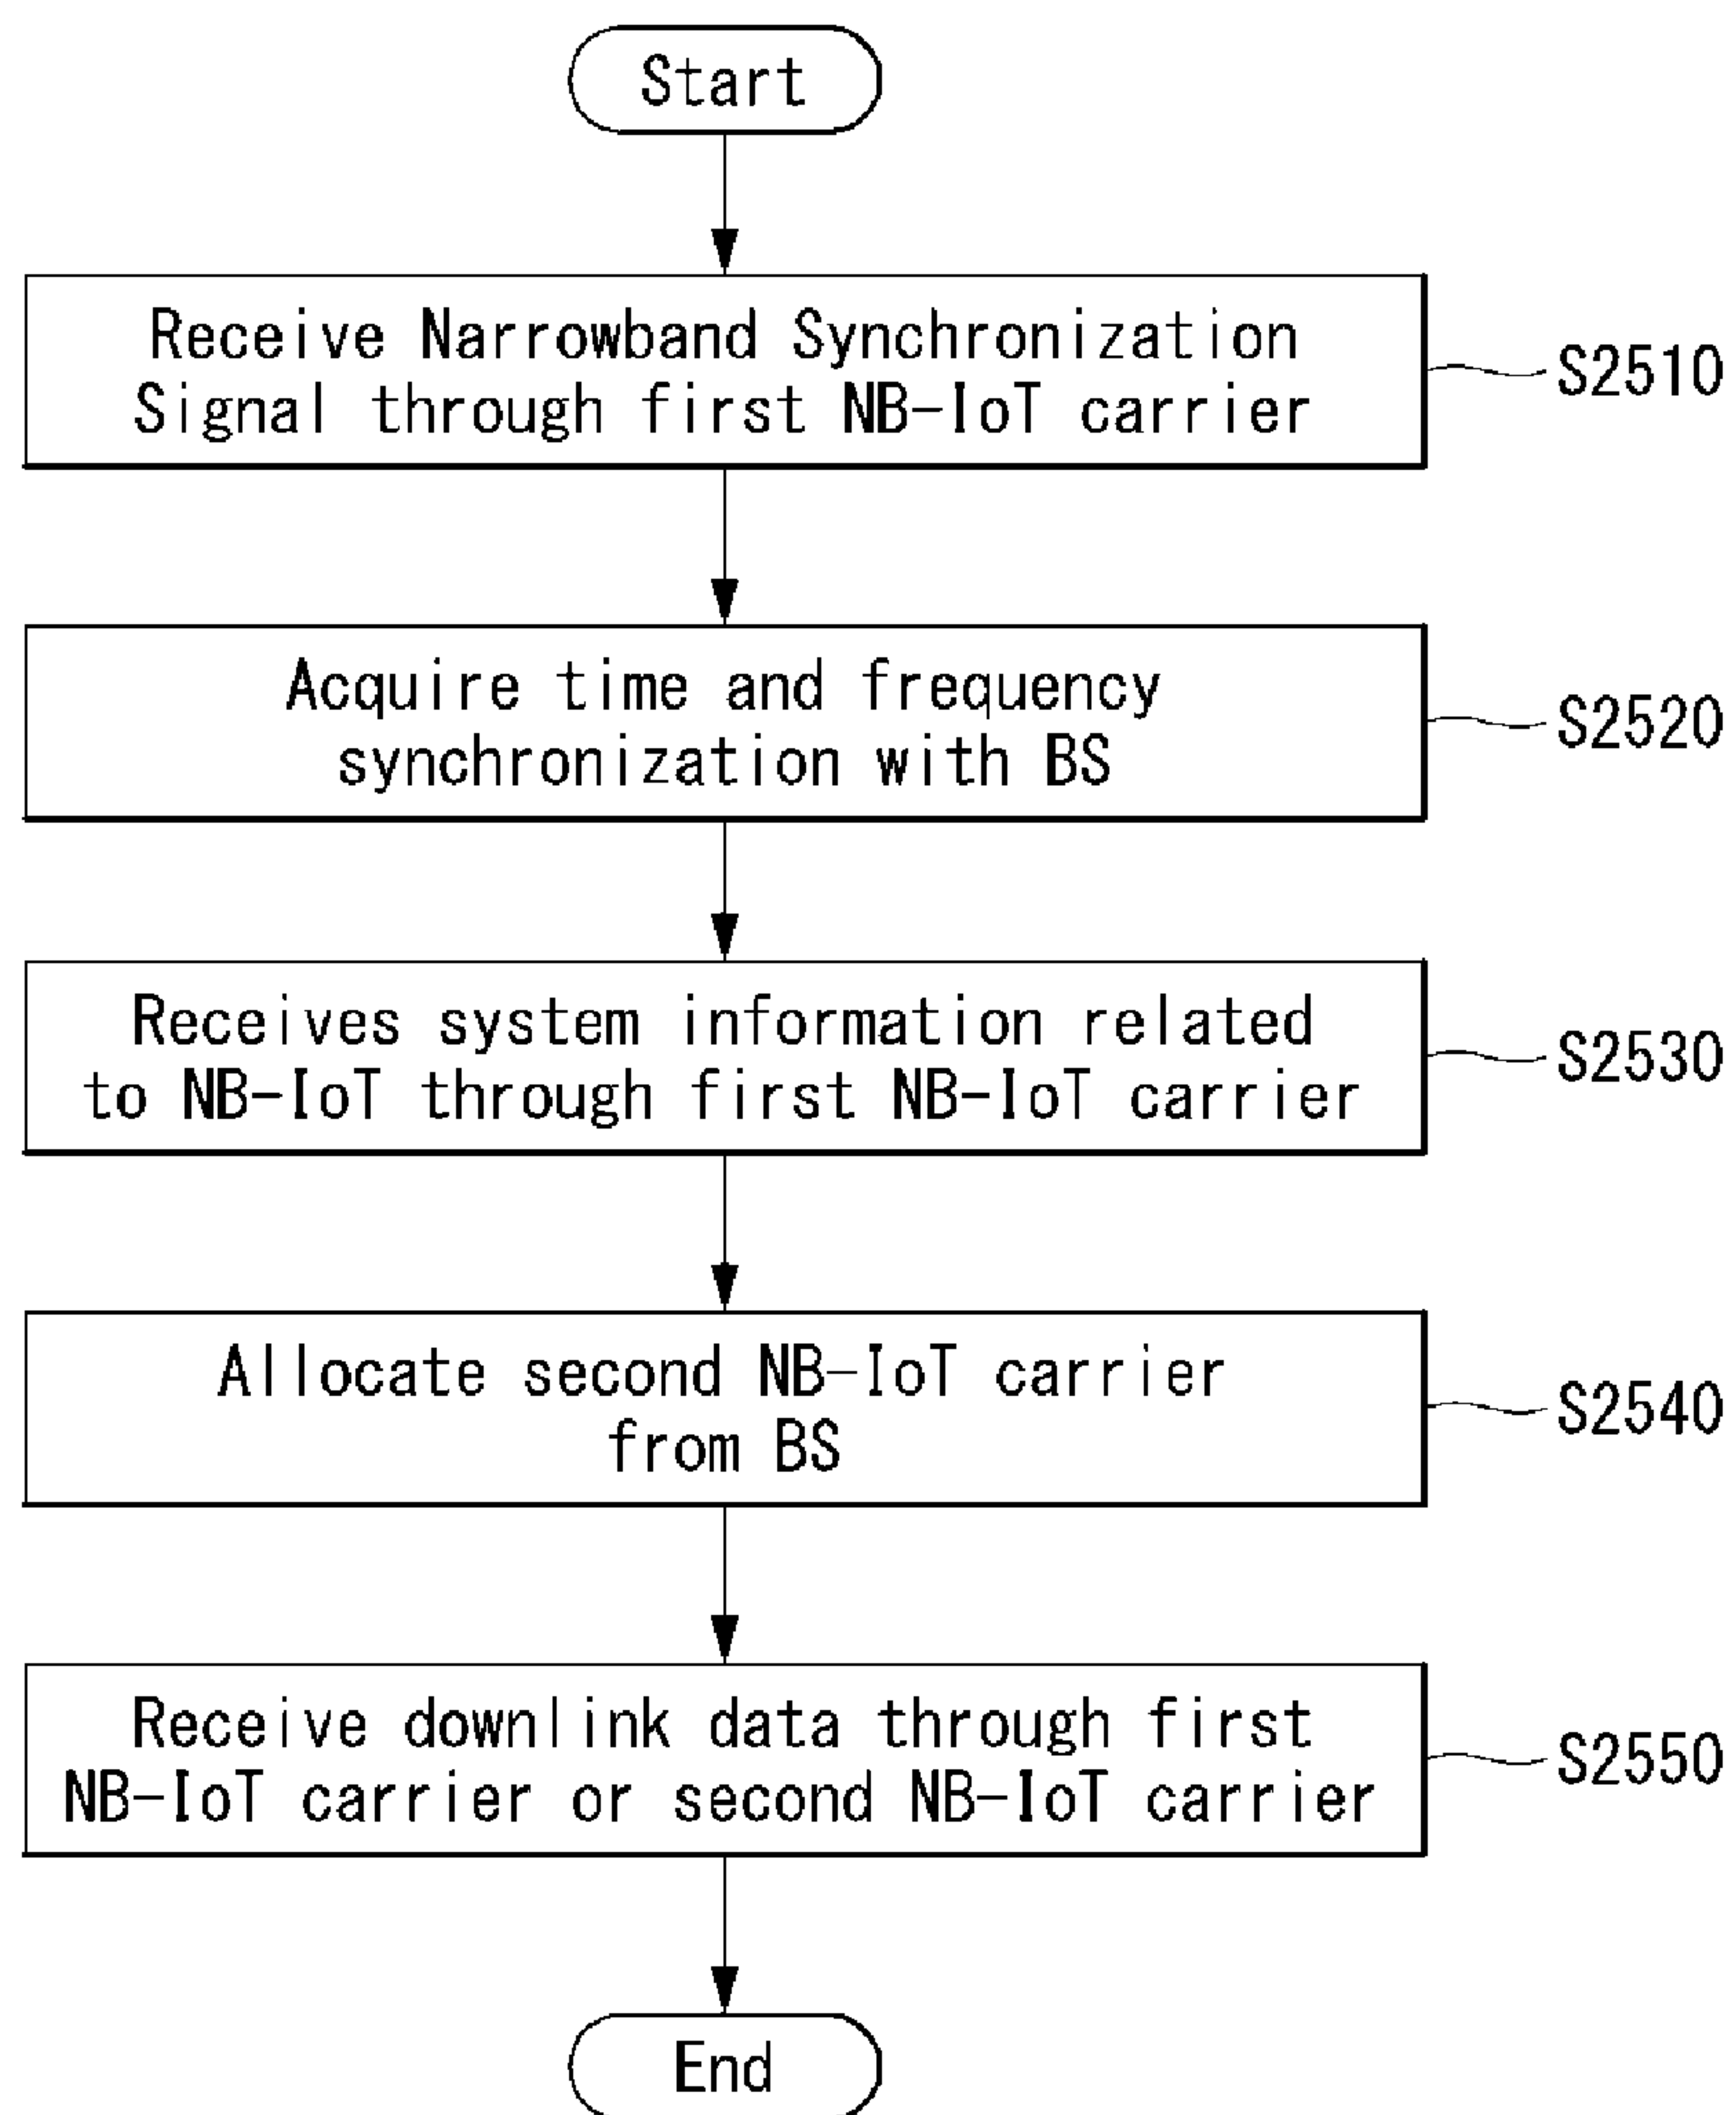 Start
Receive Narrowband Synchronization
Signal through first NB-IoT carrier
S2510
Acquire time and frequency
synchronization with BS
S2520
Receives system information related
to NB-IoT through first NB-IoT carrier
S2530
Allocate second NB-IoT carrier
from BS
S2540
Receive downlink data through first
NB-IoT carrier or second NB-IoT carrier
S2550
End